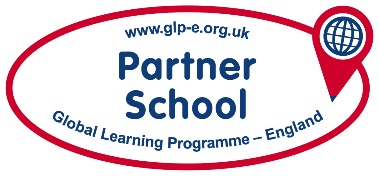 www.glp-e.org.uk
Partner
School
Global Learning Programme – England